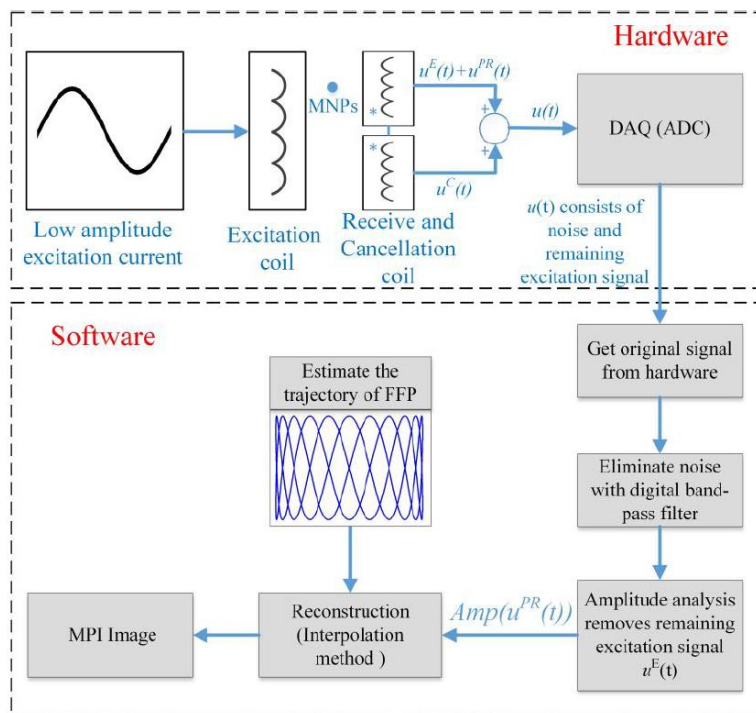 Hardware
u^E(t)+u^PR(t)
MNPs
*
*
+
+
u(t)
u^C(t)
DAQ (ADC)
Low amplitude
excitation current
Excitation
coil
Receive and
Cancellation
coil
u(t) consists of
noise and
remaining
excitation signal
Software
Get original signal
from hardware
Estimate the
trajectory of FFP
Eliminate noise
with digital band-
pass filter
Amplitude analysis
removes remaining
excitation signal
u^E(t)
Amp(u^PR(t))
Reconstruction
(Interpolation
method )
MPI Image